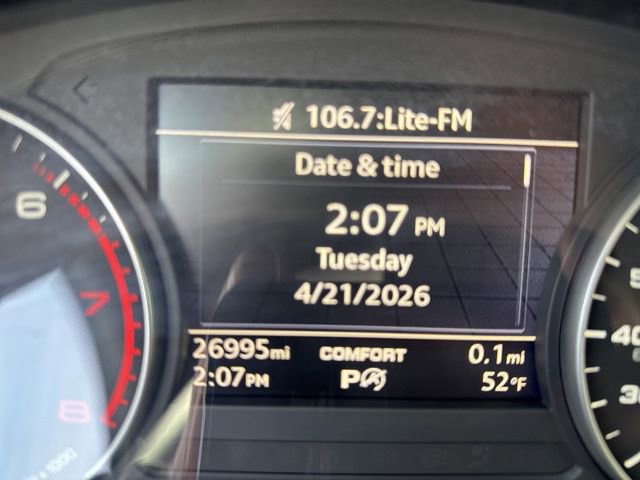 106.7:Lite-FM
Date & time
2:07 PM
Tuesday
4/21/2026
26995mi COMFORT 0.1mi
2:07PM P 52°F
6
7
8
x 1000
40